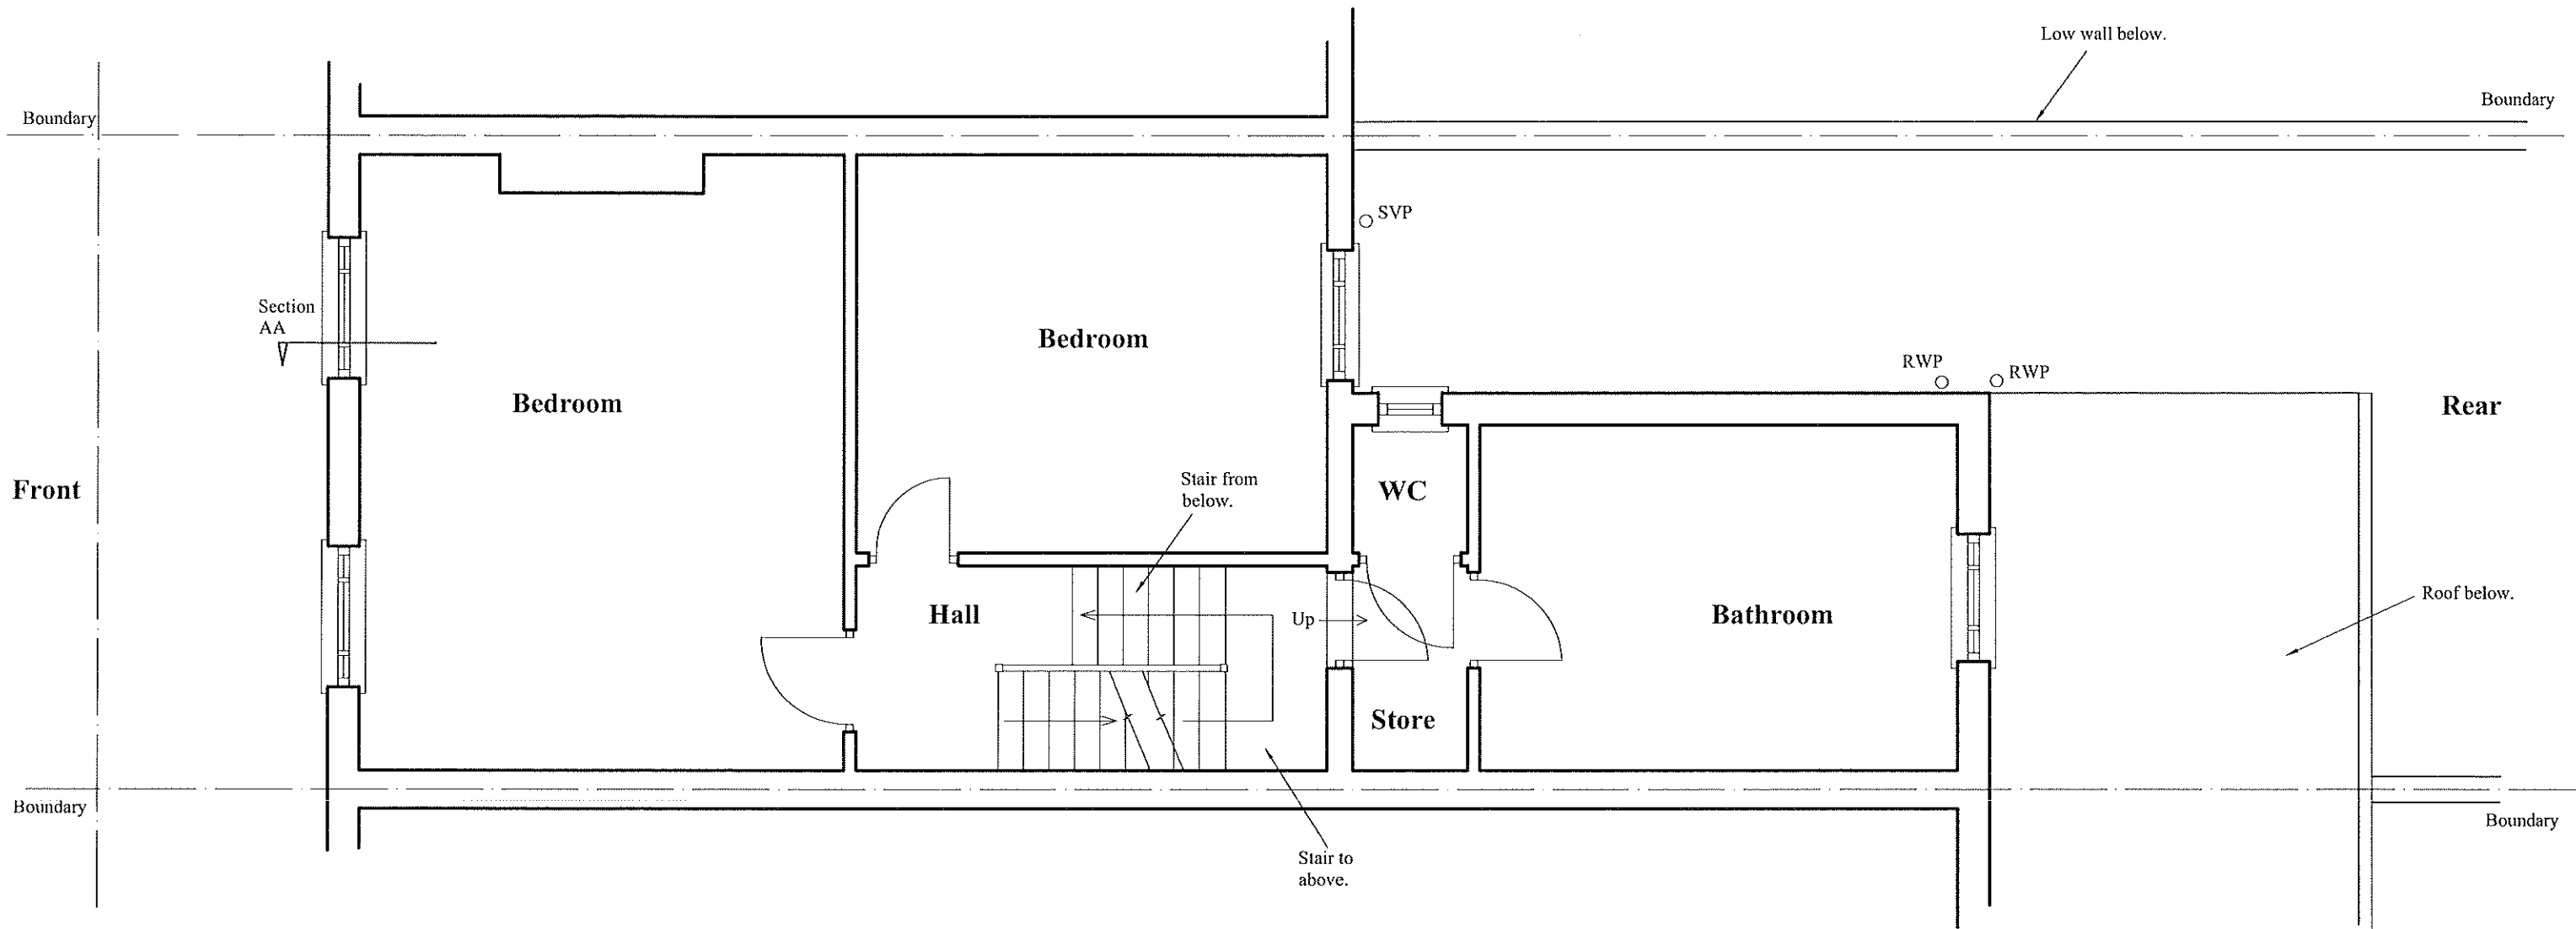 Low wall below.
Boundary
Boundary
SVP
Section
AA
Bedroom
RWP
RWP
Bedroom
Rear
Front
Stair from
below.
WC
Roof below.
Hall
Up
Bathroom
Store
Boundary
Boundary
Stair to
above.